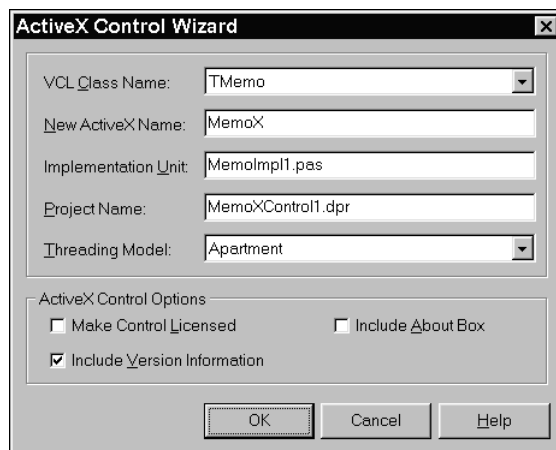 ActiveX Control Wizard
VCL Class Name: TMemo
New ActiveX Name: MemoX
Implementation Unit: MemoImpl1.pas
Project Name: MemoXControl1.dpr
Threading Model: Apartment
ActiveX Control Options
Make Control Licensed Include About Box
Include Version Information
OK Cancel Help